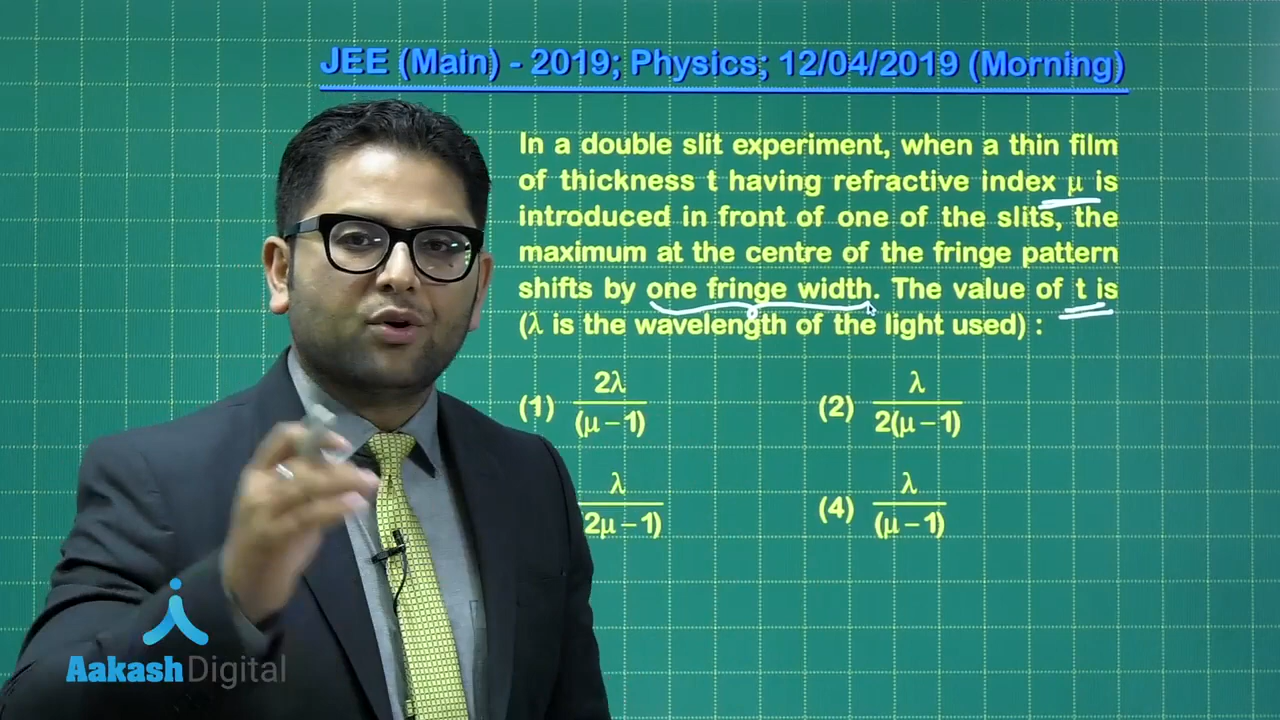 JEE (Main) - 2019; Physics; 12/04/2019 (Morning)
In a double slit experiment, when a thin film
of thickness t having refractive index μ is
introduced in front of one of the slits, the
maximum at the centre of the fringe pattern
shifts by one fringe width. The value of t is
(λ is the wavelength of the light used) :
(1) 2λ/(μ – 1)
(2) λ/2(μ – 1)
λ/2μ – 1)
(4) λ/(μ – 1)
Aakash Digital